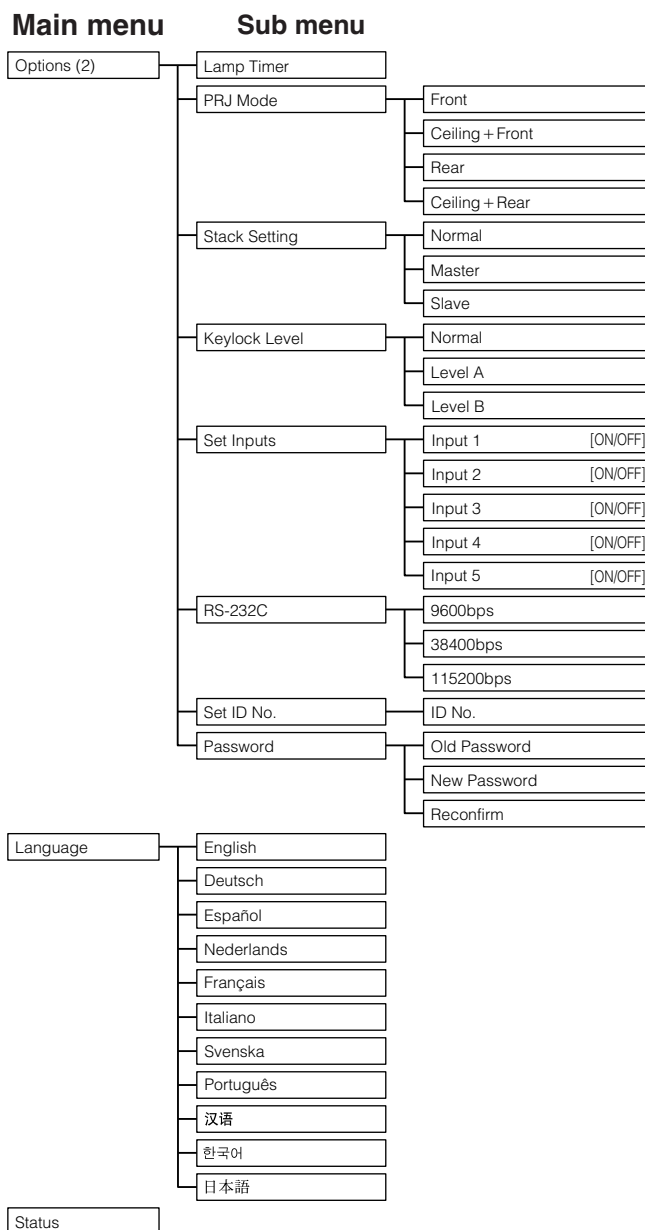 Main menu Sub menu
Options (2) Lamp Timer
PRJ Mode Front
Ceiling+Front
Rear
Ceiling+Rear
Stack Setting Normal
Master
Slave
Keylock Level Normal
Level A
Level B
Set Inputs Input 1 [ON/OFF]
Input 2 [ON/OFF]
Input 3 [ON/OFF]
Input 4 [ON/OFF]
Input 5 [ON/OFF]
RS-232C 9600bps
38400bps
115200bps
Set ID No. ID No.
Password Old Password
New Password
Reconfirm
Language English
Deutsch
Español
Nederlands
Français
Italiano
Svenska
Português
汉语
한국어
日本語
Status